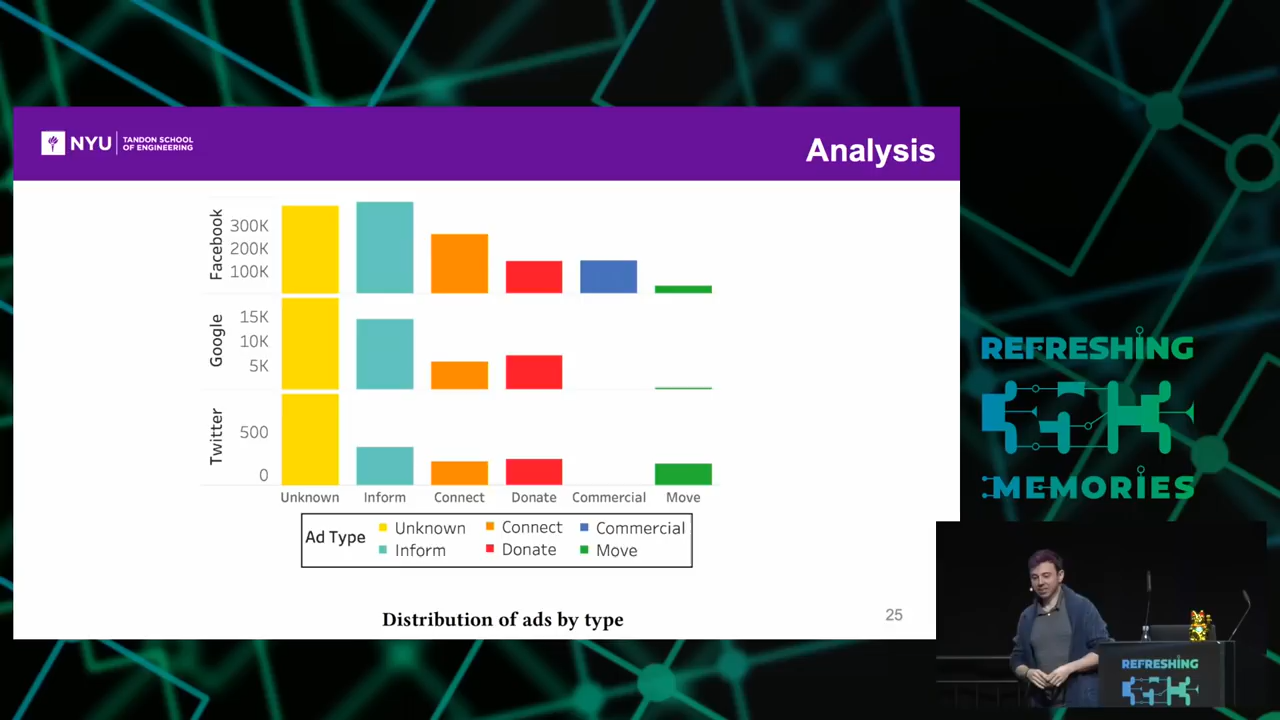 NYU
TANDON SCHOOL
OF ENGINEERING
Analysis
Facebook
300K
200K
100K
Google
15K
10K
5K
Twitter
500
0
Unknown
Inform
Connect
Donate
Commercial
Move
Ad Type
Unknown
Connect
Commercial
Inform
Donate
Move
Distribution of ads by type
25
REFRESHING
MEMORIES
REFRESHING